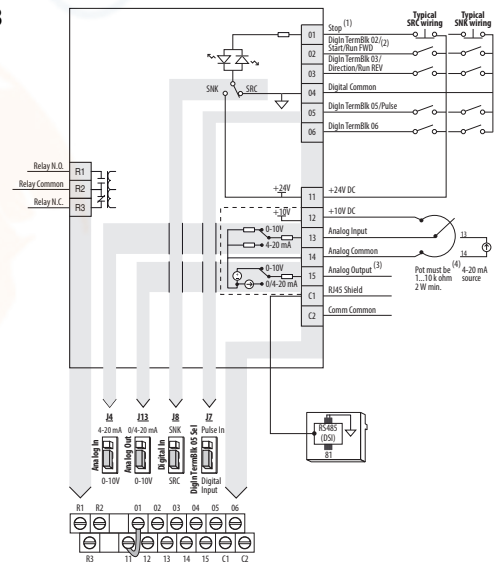 3
Typical
SRC wiring
Typical
SNK wiring
01 Stop (1)
02 DigIn TermBlk 02/ (2)
Start/Run FWD
03 DigIn TermBlk 03/
Direction/Run REV
SNK SRC
04 Digital Common
05 DigIn TermBlk 05/Pulse
06 DigIn TermBlk 06
Relay N.O. R1
Relay Common R2
Relay N.C. R3
+24V 11 +24V DC
+10V 12 +10V DC
0-10V
4-20 mA
13 Analog Input
14 Analog Common
0-10V
0/4-20 mA
15 Analog Output (3)
C1 RJ45 Shield
C2 Comm Common
13
14
Pot must be
1...10 k ohm
2 W min.
(4) 4-20 mA
source
J4 J13 J8 J7
4-20 mA 0/4-20 mA SNK Pulse In
Analog In
Analog Out
Digital In
DigIn TermBlk 05 Sel
0-10V 0-10V SRC Digital
Input
RS485
(DSI)
81
R1 R2 01 02 03 04 05 06
R3 11 12 13 14 15 C1 C2